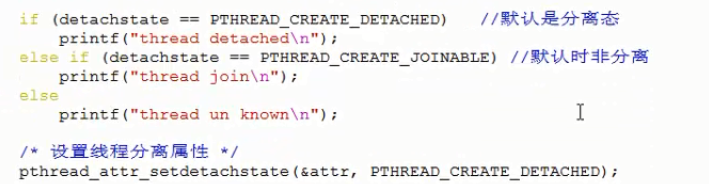 if (detachstate == PTHREAD_CREATE_DETACHED)   //默认是分离态
    printf("thread detached\n");
else if (detachstate == PTHREAD_CREATE_JOINABLE) //默认时非分离
    printf("thread join\n");
else
    printf("thread un known\n");

/* 设置线程分离属性 */
pthread_attr_setdetachstate(&attr, PTHREAD_CREATE_DETACHED);